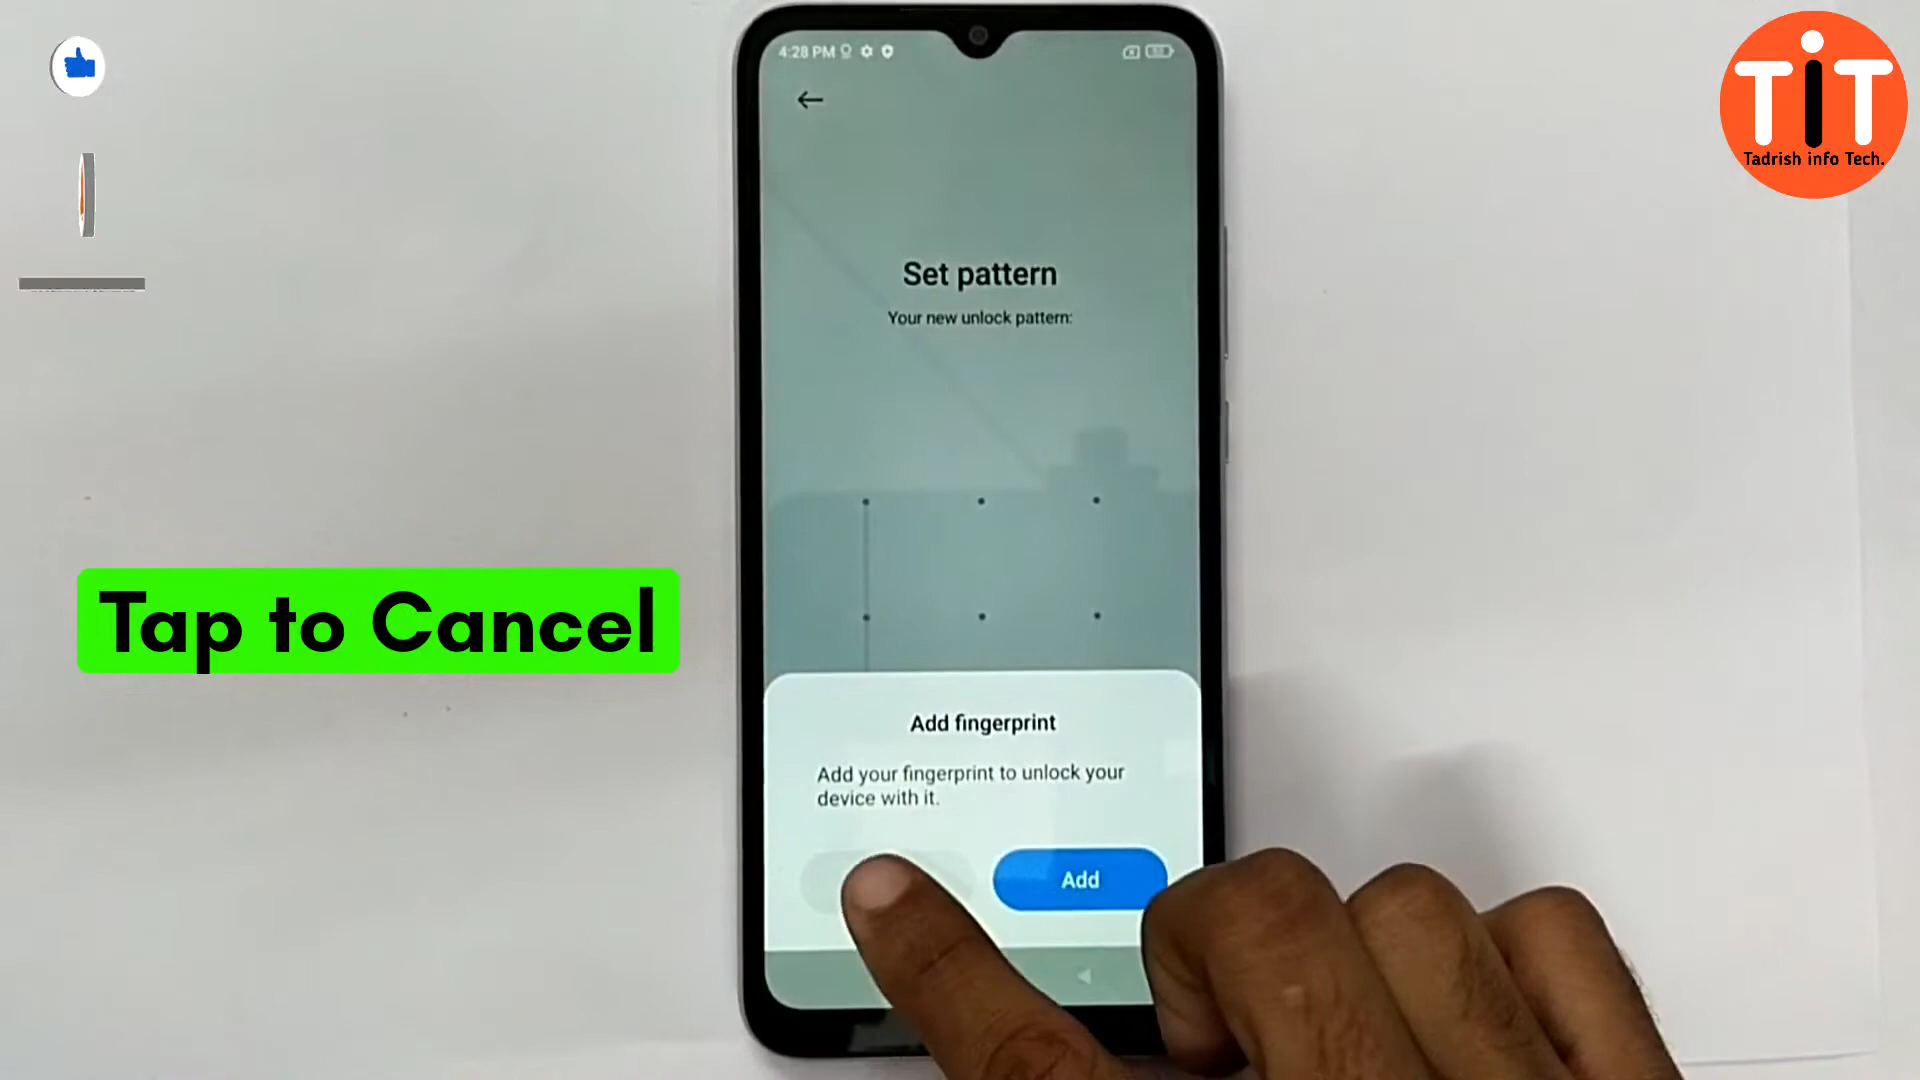 4:28 PM
TiT
Tadrish info Tech.
Set pattern
Your new unlock pattern:
Tap to Cancel
Add fingerprint
Add your fingerprint to unlock your
device with it.
Add